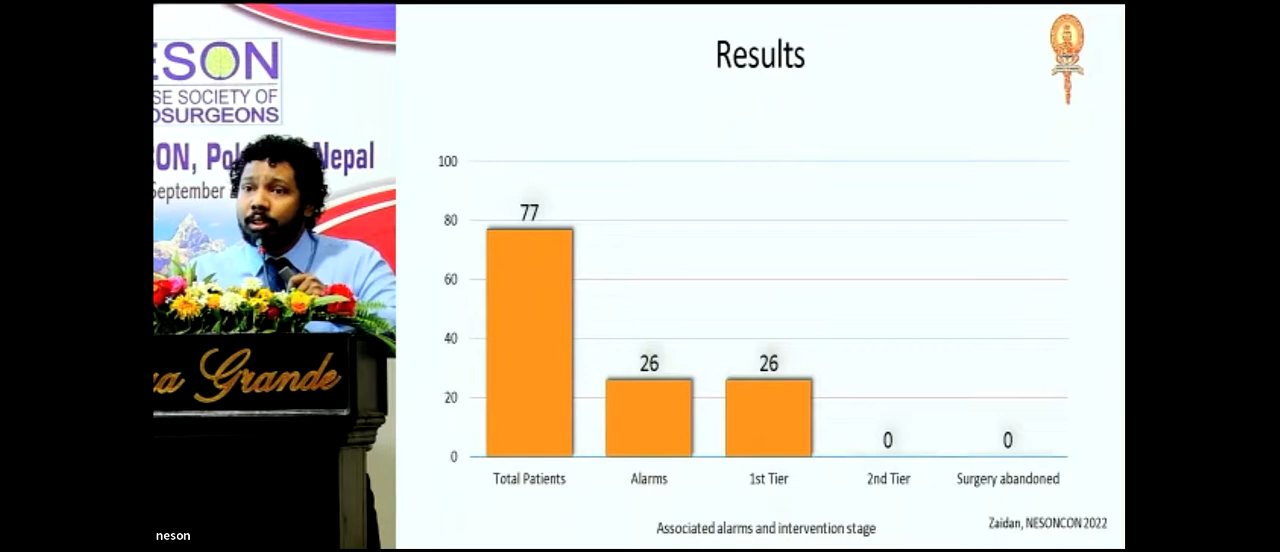 ESON
SE SOCIETY OF
OSURGEONS
ON, Nepal
September
Grande
neson
Results
100
80
60
40
20
0
77
26
26
0
0
Total Patients
Alarms
1st Tier
2nd Tier
Surgery abandoned
Associated alarms and intervention stage
Zaidan, NESONCON 2022